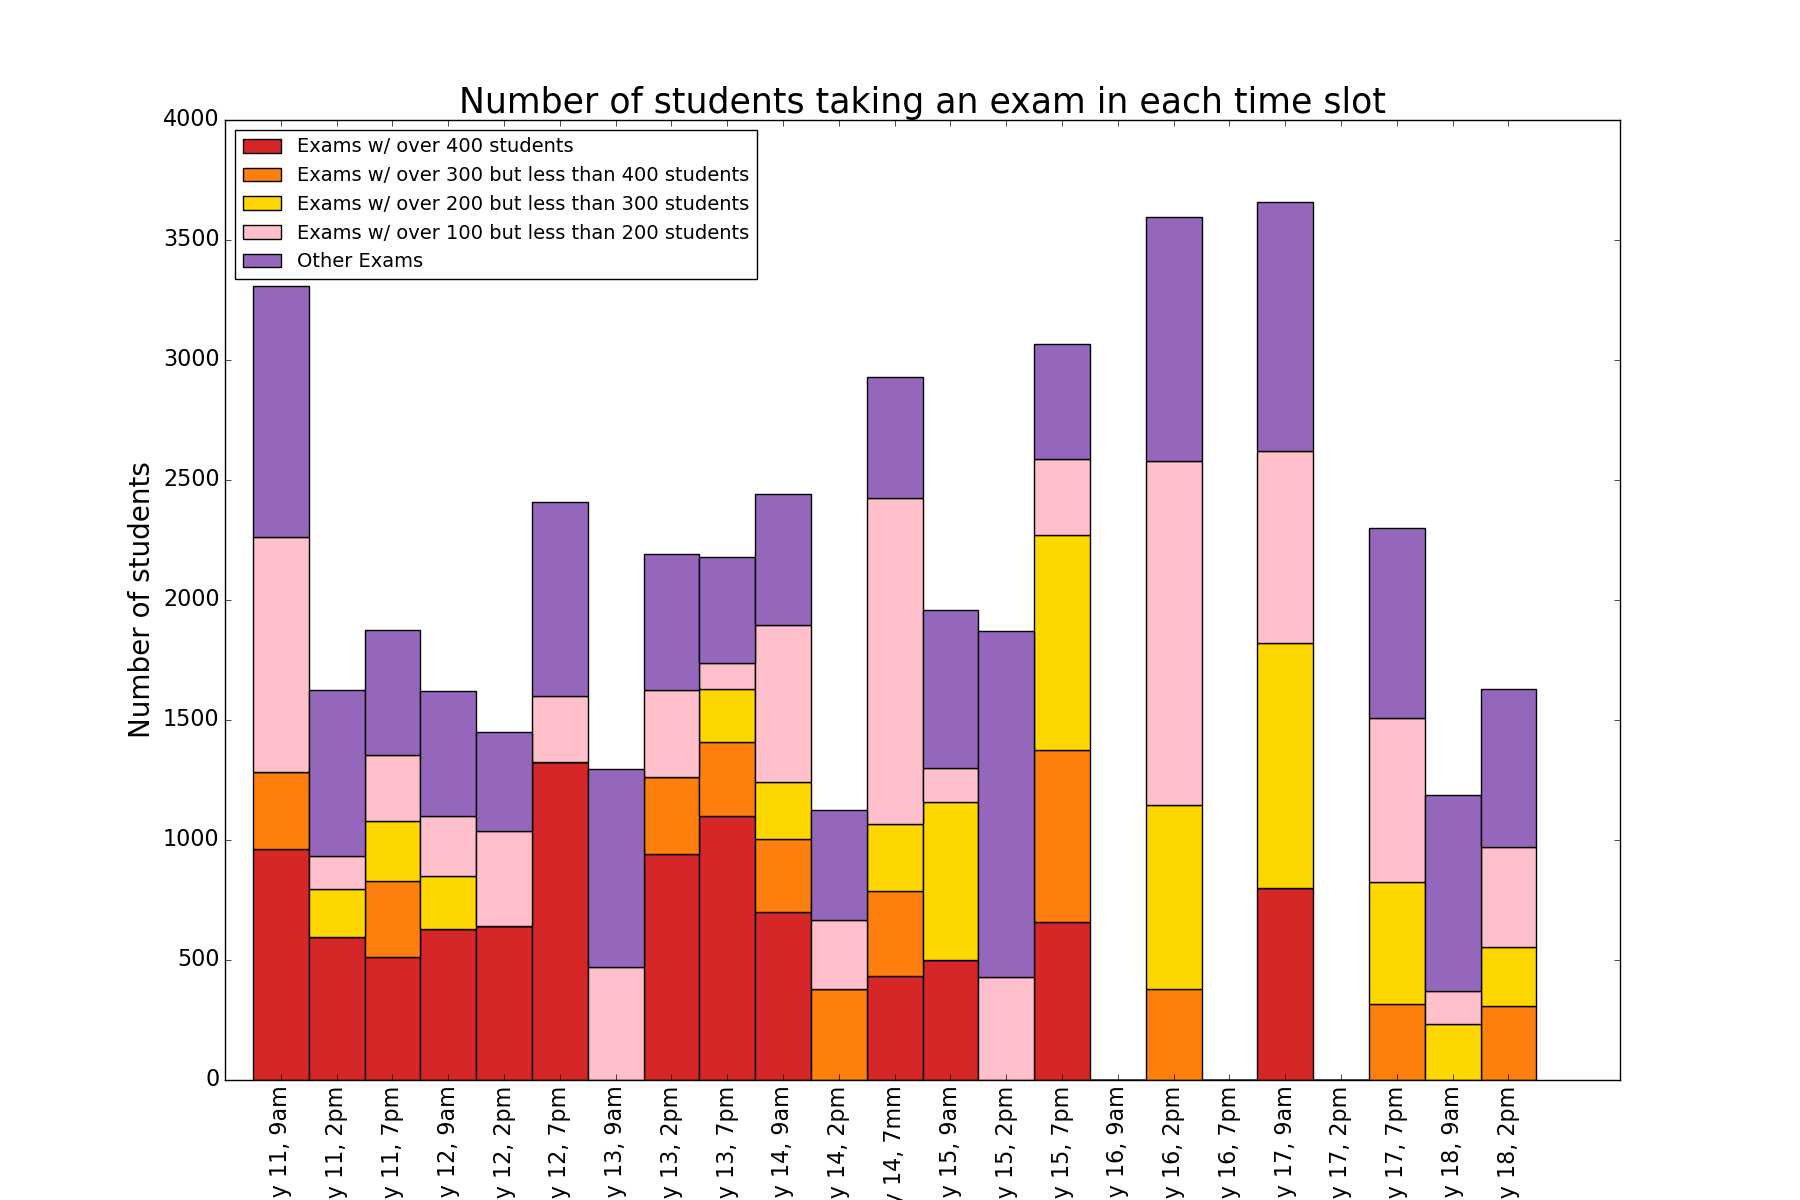 Number of students taking an exam in each time slot
Exams w/ over 400 students
Exams w/ over 300 but less than 400 students
Exams w/ over 200 but less than 300 students
Exams w/ over 100 but less than 200 students
Other Exams
4000
3500
3000
2500
2000
1500
1000
500
0
Number of students
y 11, 9am
y 11, 2pm
y 11, 7pm
y 12, 9am
y 12, 2pm
y 12, 7pm
y 13, 9am
y 13, 2pm
y 13, 7pm
y 14, 9am
y 14, 2pm
y 14, 7mm
y 15, 9am
y 15, 2pm
y 15, 7pm
y 16, 9am
y 16, 2pm
y 16, 7pm
y 17, 9am
y 17, 2pm
y 17, 7pm
y 18, 9am
y 18, 2pm